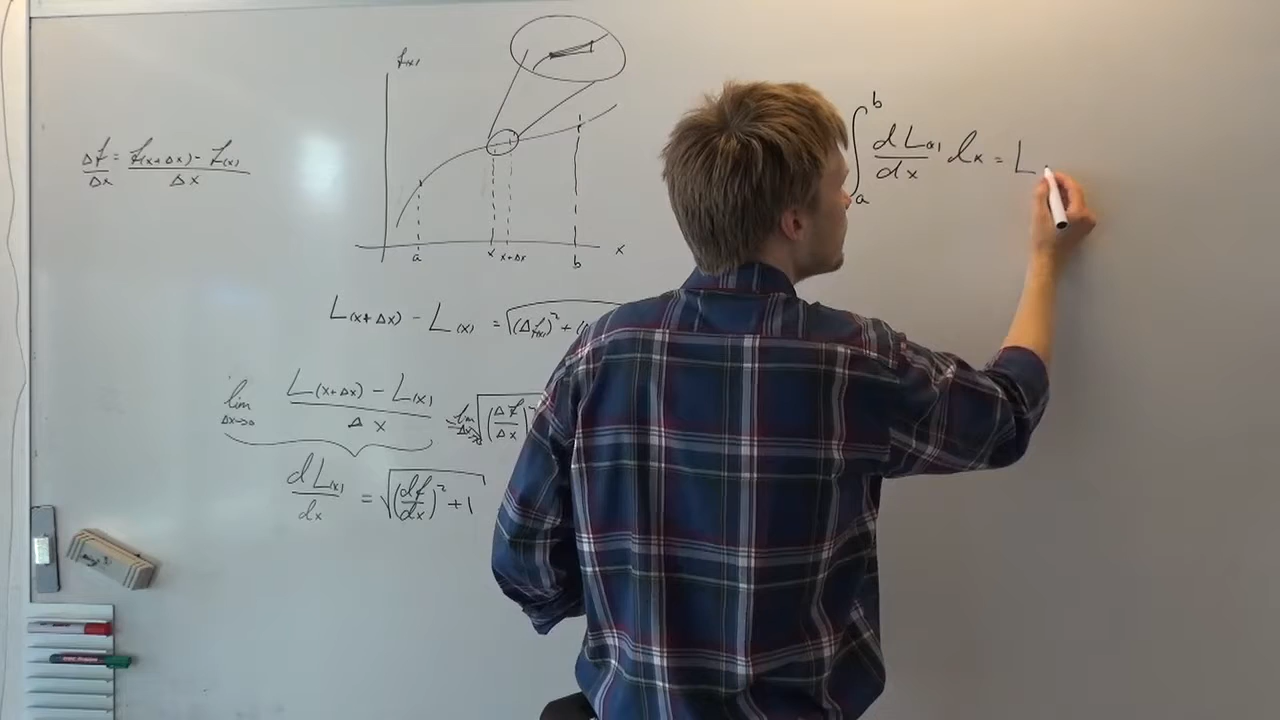 f(x)
Δf/Δx = (f(x+Δx) - f(x))/Δx
a x x+Δx b x
L(x+Δx) - L(x) = √((Δf(x))² +
lim Δx→0 (L(x+Δx) - L(x))/Δx = lim Δx→0 √((Δf/Δx)²
dL(x)/dx = √((df/dx)² + 1)
∫_a^b dL(x)/dx dx = L